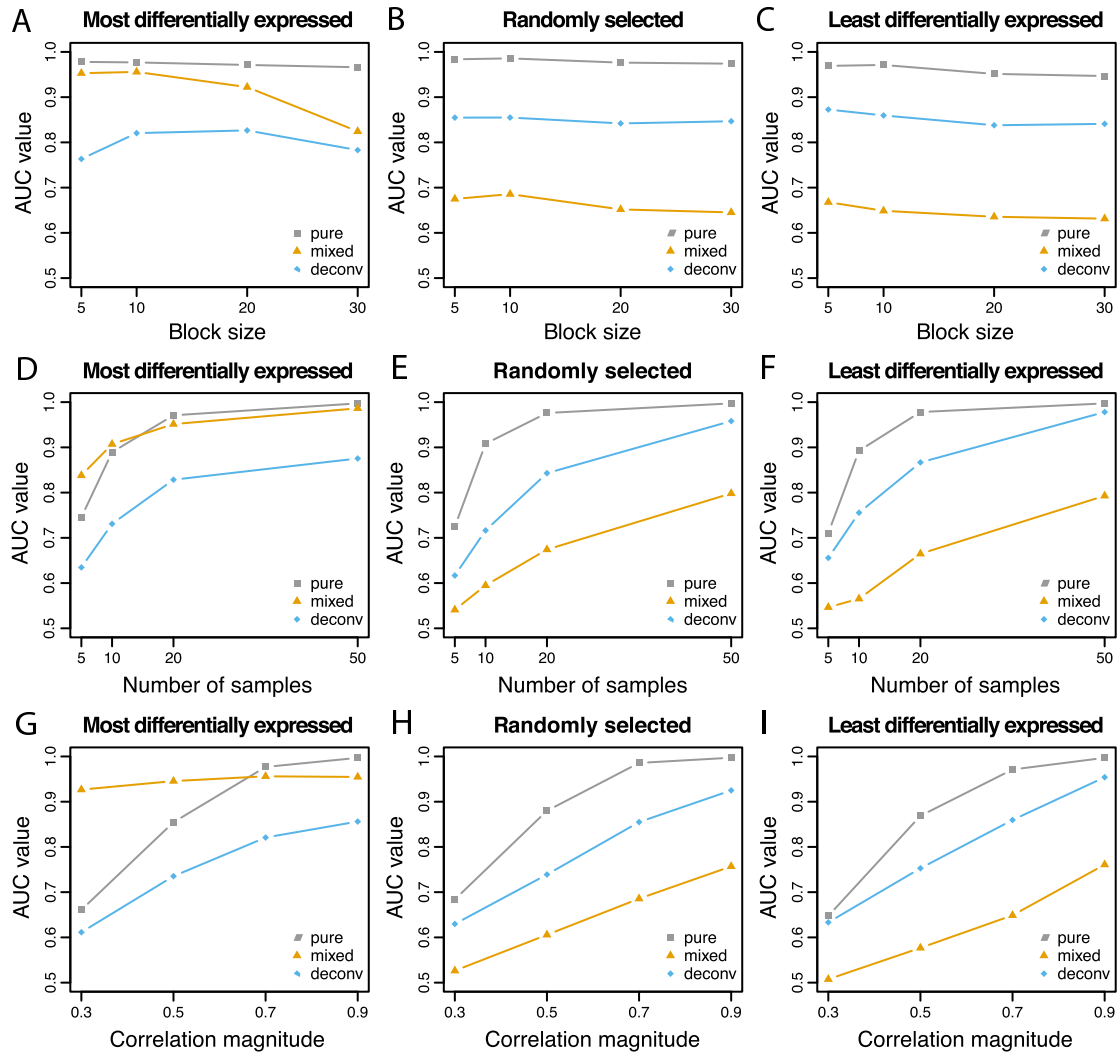 A Most differentially expressed
AUC value
1.0
0.9
0.8
0.7
0.6
0.5
pure
mixed
deconv
5 10 20 30
Block size
B Randomly selected
AUC value
1.0
0.9
0.8
0.7
0.6
0.5
pure
mixed
deconv
5 10 20 30
Block size
C Least differentially expressed
AUC value
1.0
0.9
0.8
0.7
0.6
0.5
pure
mixed
deconv
5 10 20 30
Block size
D Most differentially expressed
AUC value
1.0
0.9
0.8
0.7
0.6
0.5
pure
mixed
deconv
5 10 20 50
Number of samples
E Randomly selected
AUC value
1.0
0.9
0.8
0.7
0.6
0.5
pure
mixed
deconv
5 10 20 50
Number of samples
F Least differentially expressed
AUC value
1.0
0.9
0.8
0.7
0.6
0.5
pure
mixed
deconv
5 10 20 50
Number of samples
G Most differentially expressed
AUC value
1.0
0.9
0.8
0.7
0.6
0.5
pure
mixed
deconv
0.3 0.5 0.7 0.9
Correlation magnitude
H Randomly selected
AUC value
1.0
0.9
0.8
0.7
0.6
0.5
pure
mixed
deconv
0.3 0.5 0.7 0.9
Correlation magnitude
I Least differentially expressed
AUC value
1.0
0.9
0.8
0.7
0.6
0.5
pure
mixed
deconv
0.3 0.5 0.7 0.9
Correlation magnitude